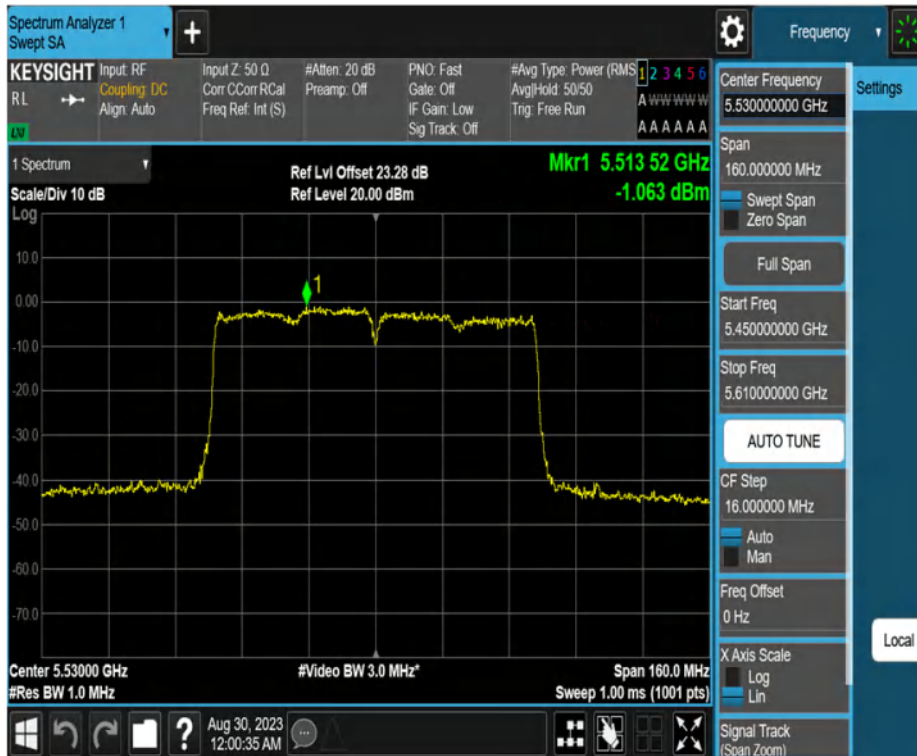 Spectrum Analyzer 1
Swept SA
+
Frequency
KEYSIGHT
RL
LXI
Input: RF
Coupling: DC
Align: Auto
Input Z: 50 Ω
Corr CCorr RCal
Freq Ref: Int (S)
#Atten: 20 dB
Preamp: Off
PNO: Fast
Gate: Off
IF Gain: Low
Sig Track: Off
#Avg Type: Power (RMS
Avg|Hold: 50/50
Trig: Free Run
1 2 3 4 5 6
A W W W W W
A A A A A A
1 Spectrum
Scale/Div 10 dB
Log
Ref Lvl Offset 23.28 dB
Ref Level 20.00 dBm
Mkr1 5.513 52 GHz
-1.063 dBm
10.0
0.00
-10.0
-20.0
-30.0
-40.0
-50.0
-60.0
-70.0
1
Center 5.53000 GHz
#Res BW 1.0 MHz
#Video BW 3.0 MHz*
Span 160.0 MHz
Sweep 1.00 ms (1001 pts)
Aug 30, 2023
12:00:35 AM
?
Center Frequency
5.530000000 GHz
Span
160.000000 MHz
Swept Span
Zero Span
Full Span
Start Freq
5.450000000 GHz
Stop Freq
5.610000000 GHz
AUTO TUNE
CF Step
16.000000 MHz
Auto
Man
Freq Offset
0 Hz
X Axis Scale
Log
Lin
Signal Track
(Span Zoom)
Settings
Local